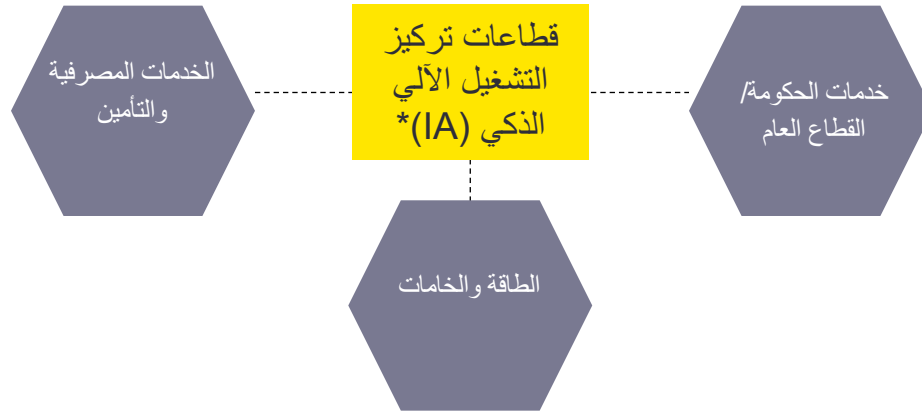 قطاعات تركيز
التشغيل الآلي
الذكي (IA)*
خدمات الحكومة/
القطاع العام
الخدمات المصرفية
والتأمين
الطاقة والخامات